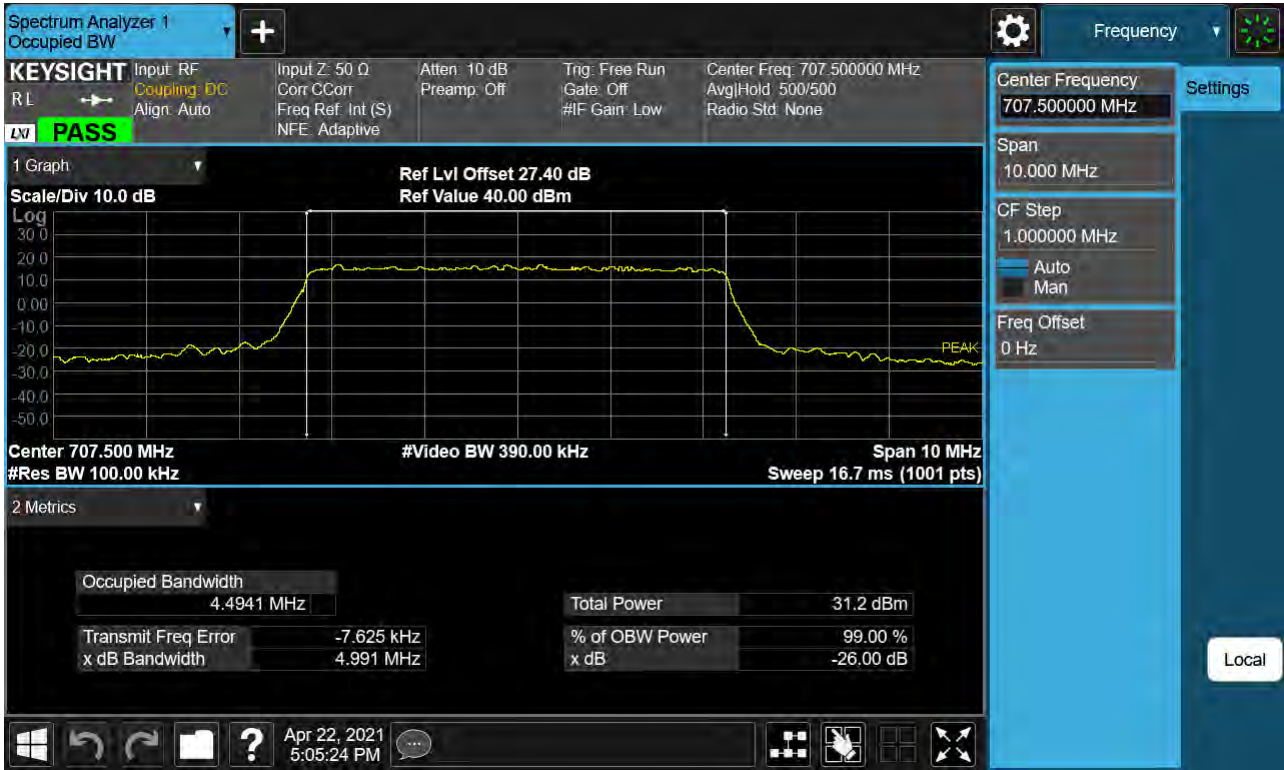 Spectrum Analyzer 1
Occupied BW
+
Frequency
KEYSIGHT
R L
LXI
PASS
Input: RF
Coupling: DC
Align: Auto
Input Z: 50 Ω
Corr CCorr
Freq Ref: Int (S)
NFE: Adaptive
Atten: 10 dB
Preamp: Off
Trig: Free Run
Gate: Off
#IF Gain: Low
Center Freq: 707.500000 MHz
Avg|Hold: 500/500
Radio Std: None
Center Frequency
707.500000 MHz
Settings
Span
10.000 MHz
CF Step
1.000000 MHz
Auto
Man
Freq Offset
0 Hz
Local
1 Graph
Scale/Div 10.0 dB
Ref Lvl Offset 27.40 dB
Ref Value 40.00 dBm
Log
30.0
20.0
10.0
0.00
-10.0
-20.0
-30.0
-40.0
-50.0
PEAK
Center 707.500 MHz
#Video BW 390.00 kHz
Span 10 MHz
#Res BW 100.00 kHz
Sweep 16.7 ms (1001 pts)
2 Metrics
Occupied Bandwidth
4.4941 MHz
Total Power 31.2 dBm
Transmit Freq Error -7.625 kHz
% of OBW Power 99.00 %
x dB Bandwidth 4.991 MHz
x dB -26.00 dB
?
Apr 22, 2021
5:05:24 PM